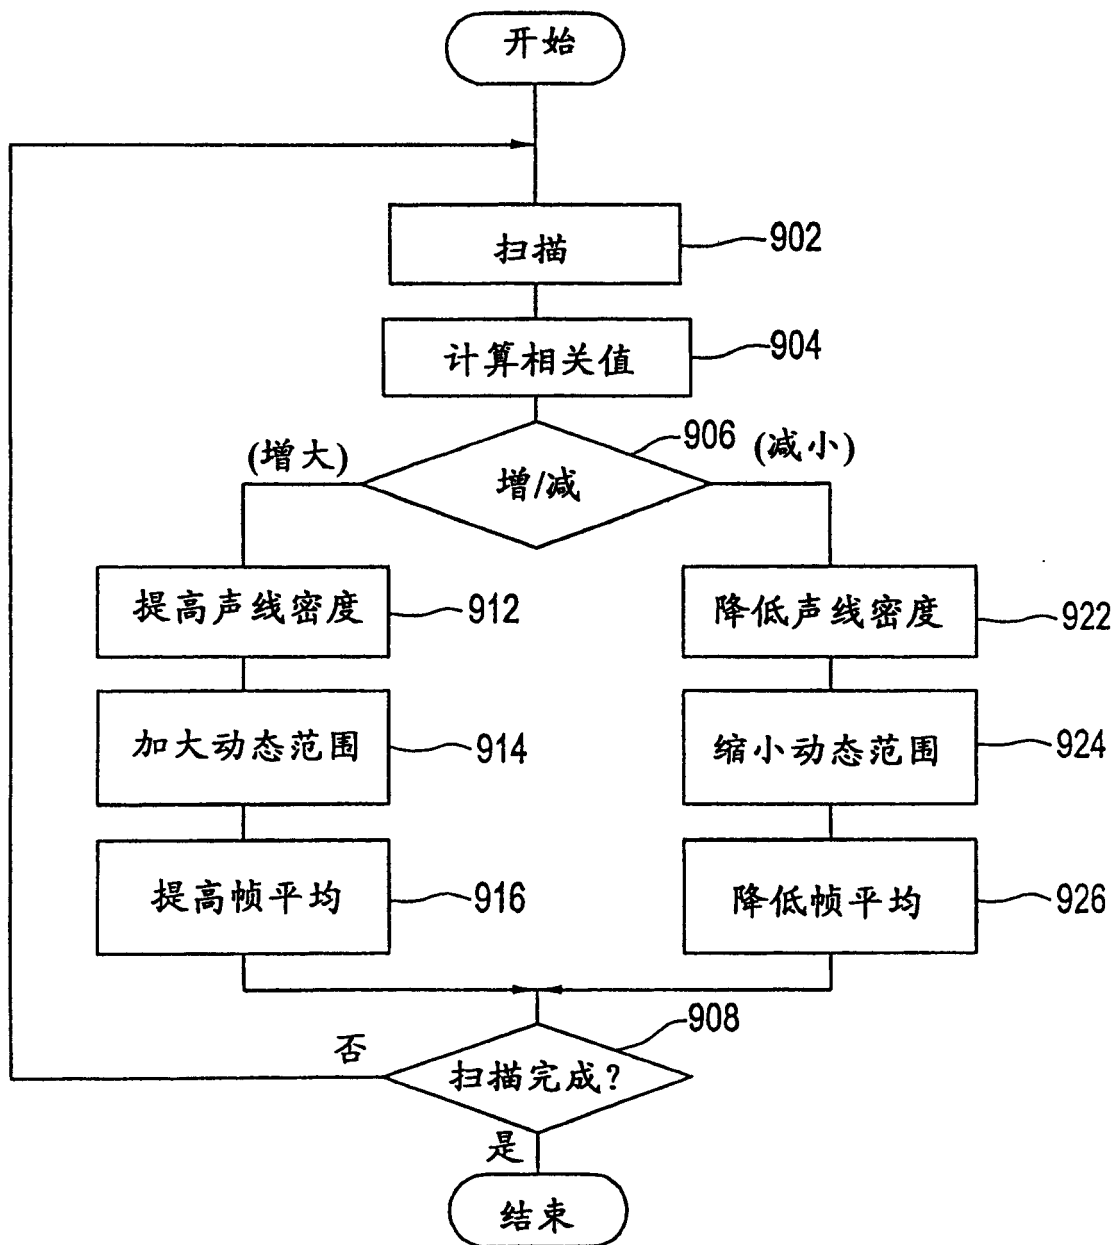 开始
扫描
902
计算相关值
904
906
(增大)
(减小)
增/减
提高声线密度
912
降低声线密度
922
加大动态范围
914
缩小动态范围
924
提高帧平均
916
降低帧平均
926
908
否
扫描完成?
是
结束